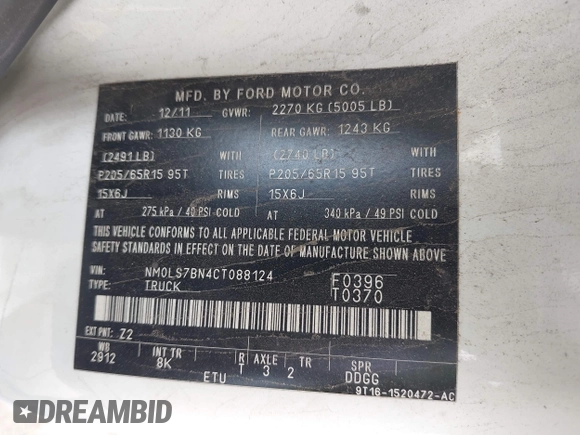 MFD. BY FORD MOTOR CO.
DATE: 12/11 GVWR: 2270 KG (5005 LB)
FRONT GAWR: 1130 KG REAR GAWR: 1243 KG
(2491 LB) WITH (2740 LB) WITH
P205/65R15 95T TIRES P205/65R15 95T TIRES
15X6J RIMS 15X6J RIMS
AT 275 kPa / 40 PSI COLD AT 340 kPa / 49 PSI COLD
THIS VEHICLE CONFORMS TO ALL APPLICABLE FEDERAL MOTOR VEHICLE
SAFETY STANDARDS IN EFFECT ON THE DATE OF MANUFACTURE SHOWN ABOVE.
VIN: NM0LS7BN4CT088124 F0396
TYPE: TRUCK T0370
EXT PNT: Z2
WB INT TR R AXLE TR SPR
2912 8K T 3 2 DDGG
ETU
9T16-1520472-AC
DREAMBID